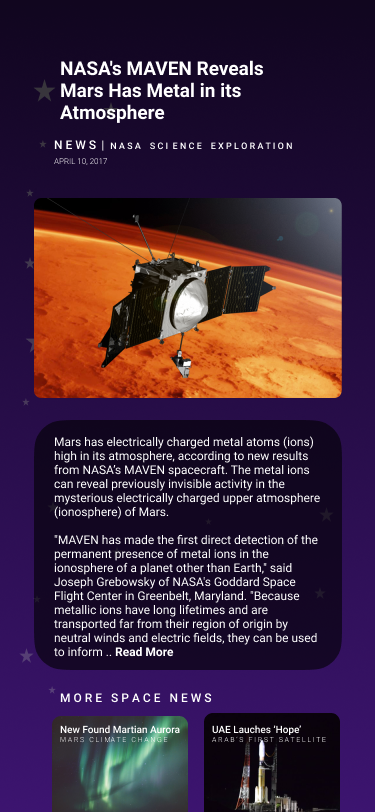 NASA's MAVEN Reveals
Mars Has Metal in its
Atmosphere
NEWS| NASA SCIENCE EXPLORATION
APRIL 10, 2017
Mars has electrically charged metal atoms (ions)
high in its atmosphere, according to new results
from NASA's MAVEN spacecraft. The metal ions
can reveal previously invisible activity in the
mysterious electrically charged upper atmosphere
(ionosphere) of Mars.
"MAVEN has made the first direct detection of the
permanent presence of metal ions in the
ionosphere of a planet other than Earth," said
Joseph Grebowsky of NASA's Goddard Space
Flight Center in Greenbelt, Maryland. "Because
metallic ions have long lifetimes and are
transported far from their region of origin by
neutral winds and electric fields, they can be used
to inform .. Read More
MORE SPACE NEWS
New Found Martian Aurora
MARS CLIMATE CHANGE
UAE Lauches ‘Hope’
ARAB'S FIRST SATELLITE